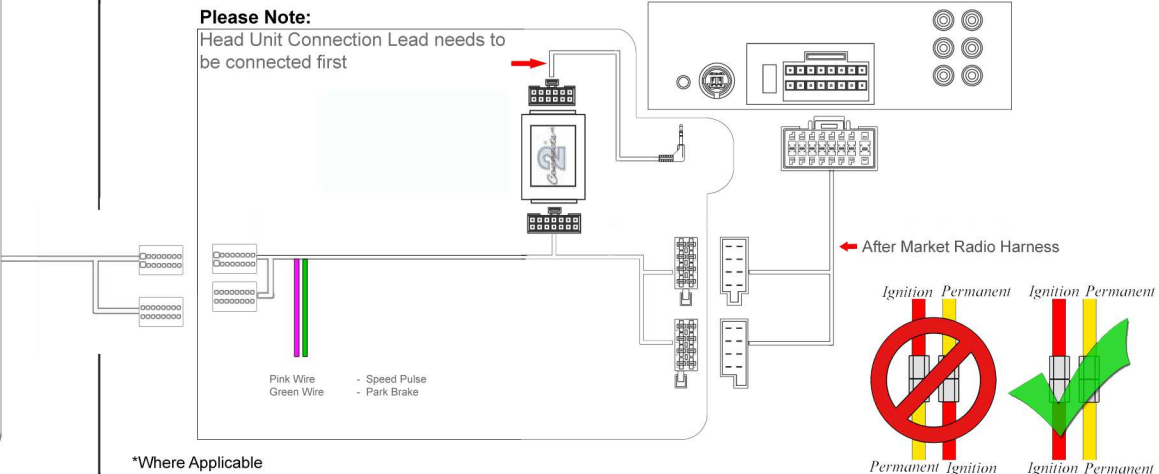 Please Note:
Head Unit Connection Lead needs to
be connected first
2
After Market Radio Harness
Ignition Permanent Ignition Permanent
Pink Wire - Speed Pulse
Green Wire - Park Brake
*Where Applicable
Permanent Ignition Ignition Permanent